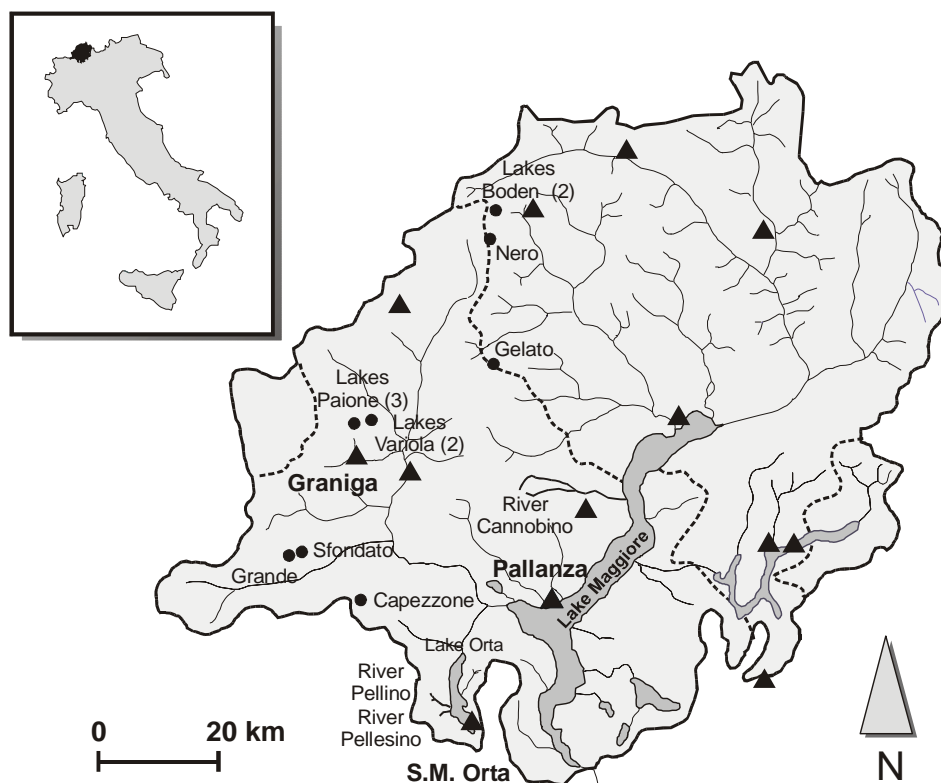 Lakes
Boden (2)
Nero
Gelato
Lakes
Paione (3)
Lakes
Variola (2)
Graniga
River
Cannobino
Sfondato
Grande
Pallanza
Lake Maggiore
Capezzone
Lake Orta
River
Pellino
River
Pellesino
S.M. Orta
0 20 km
N